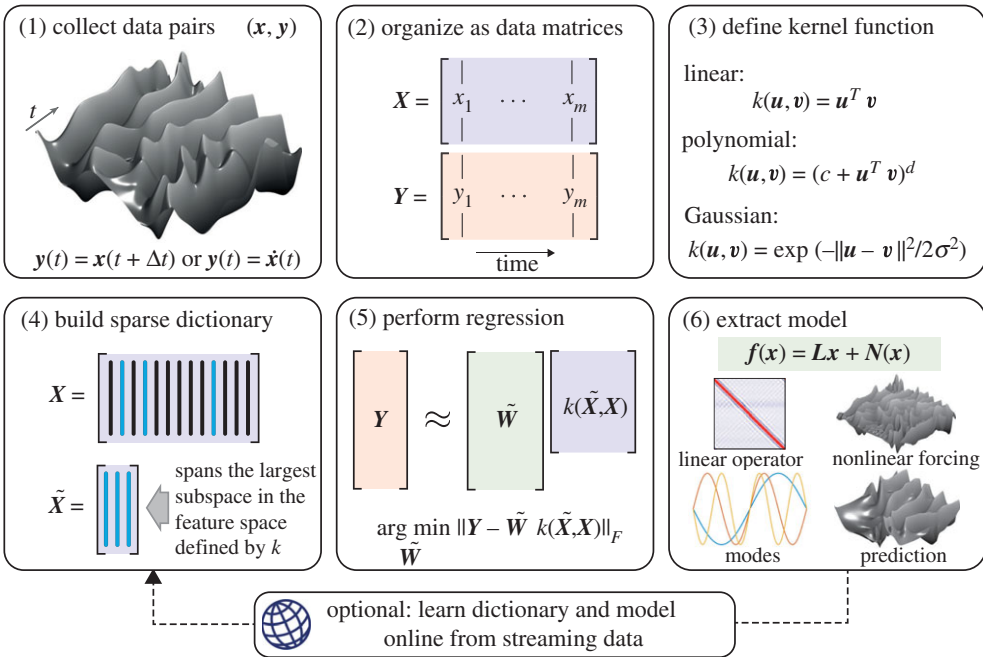 (1) collect data pairs (x, y)
t
y(t) = x(t + Δt) or y(t) = ẋ(t)
(2) organize as data matrices
X = x₁ ··· xₘ
Y = y₁ ··· yₘ
time
(3) define kernel function
linear:
k(u, v) = uᵀ v
polynomial:
k(u, v) = (c + uᵀ v)ᵈ
Gaussian:
k(u, v) = exp (–||u – v||²/2σ²)
(4) build sparse dictionary
X =
X̃ =
spans the largest
subspace in the
feature space
defined by k
(5) perform regression
Y ≈ W̃ k(X̃,X)
arg min ||Y – W̃ k(X̃,X)||F
W̃
(6) extract model
f(x) = Lx + N(x)
linear operator
nonlinear forcing
modes
prediction
optional: learn dictionary and model
online from streaming data